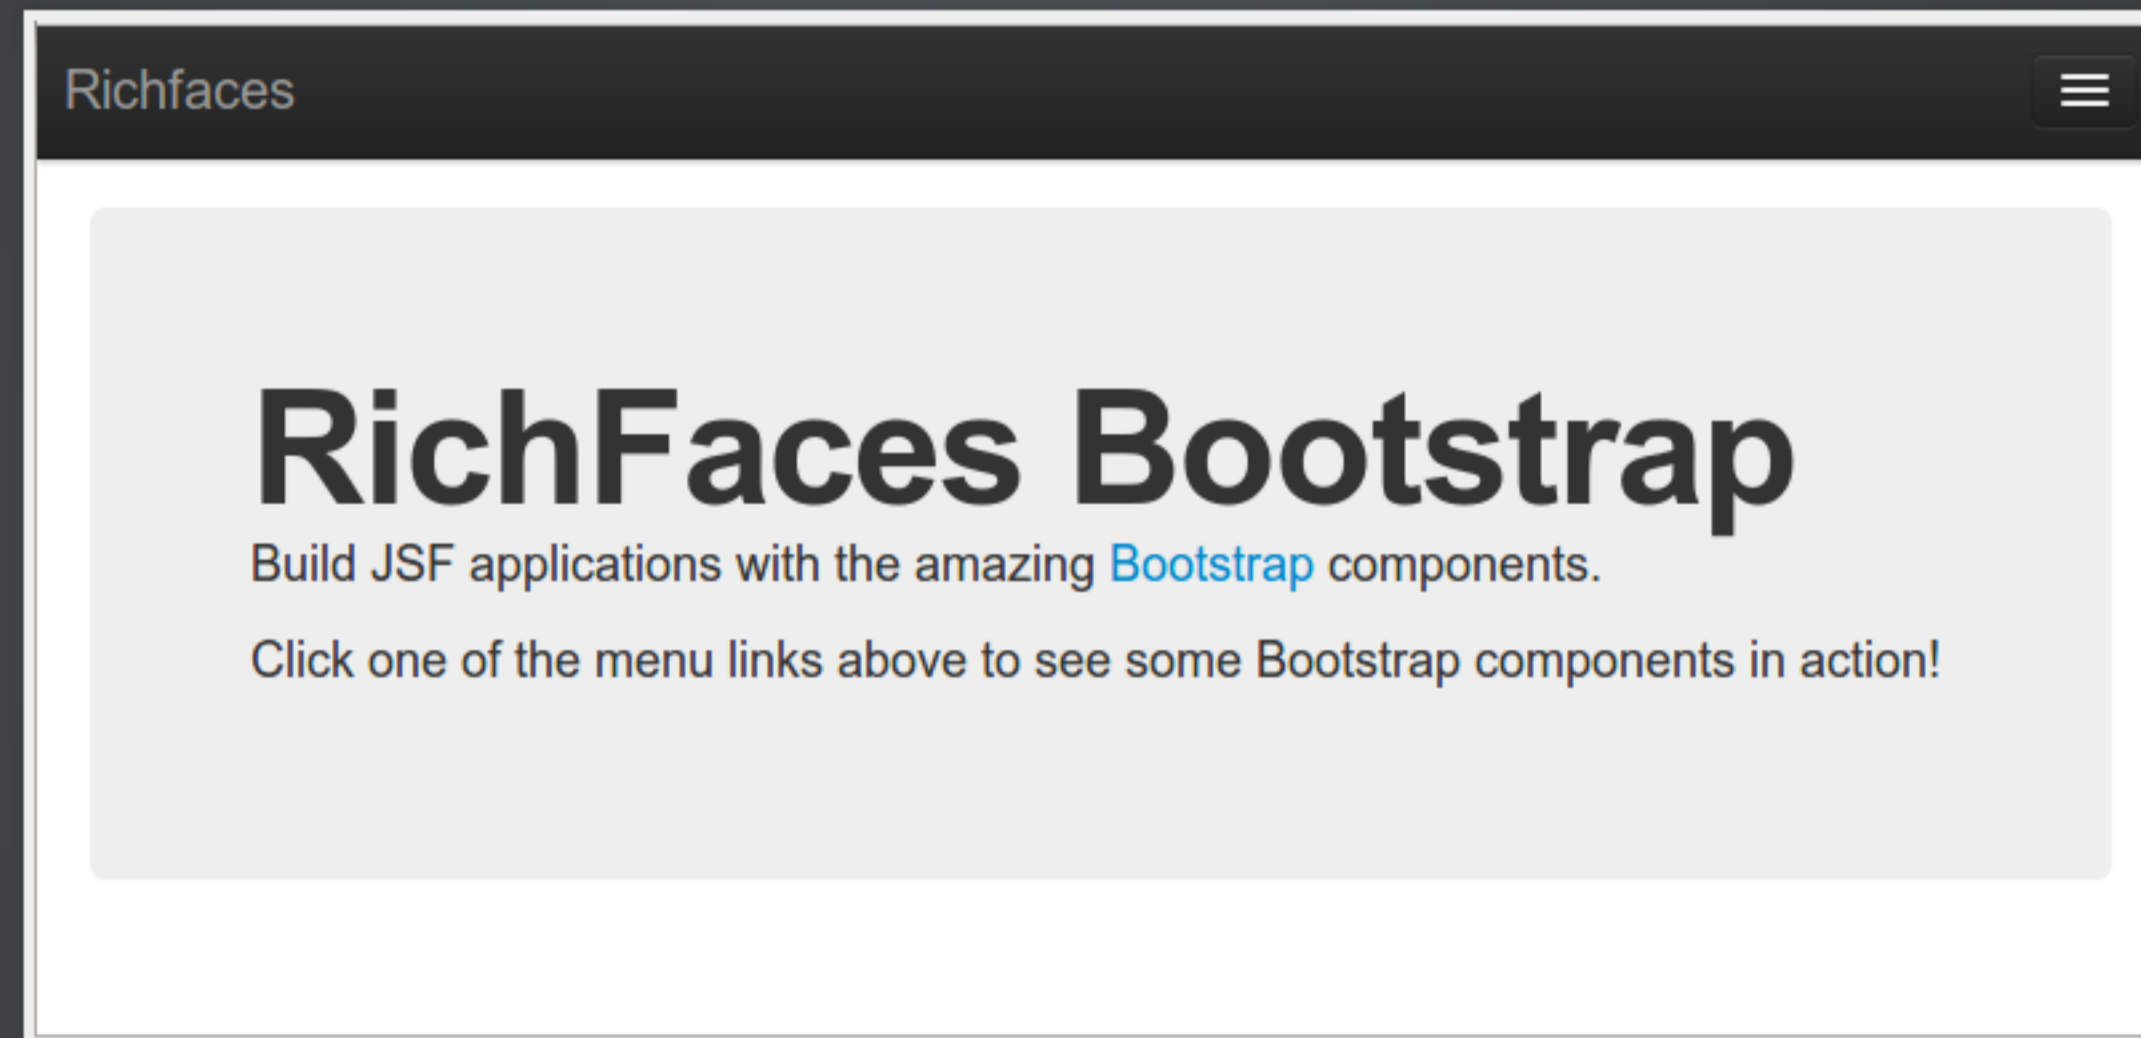 Richfaces
RichFaces Bootstrap
Build JSF applications with the amazing Bootstrap components.
Click one of the menu links above to see some Bootstrap components in action!